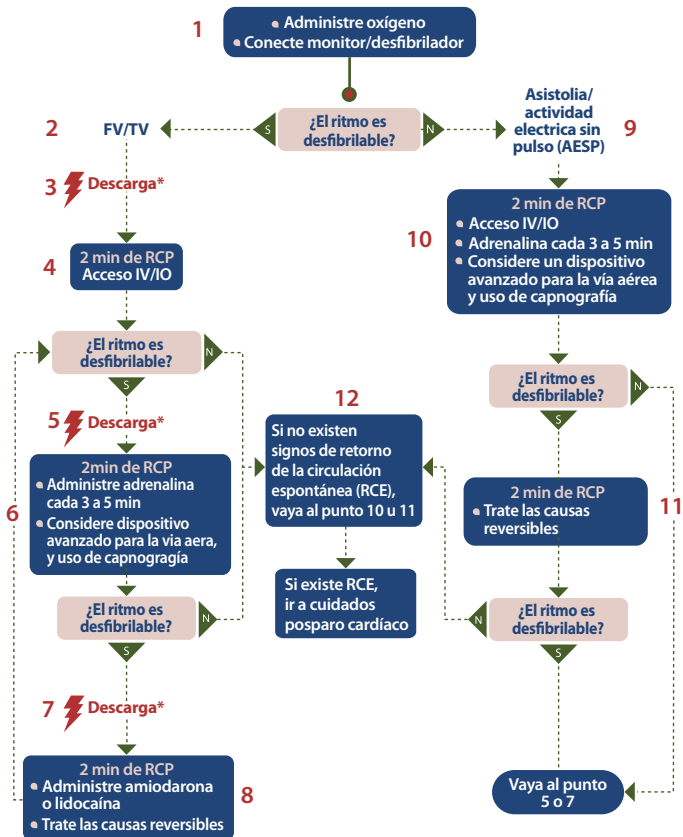 1
Administre oxígeno
Conecte monitor/desfibrilador
¿El ritmo es
desfibrilable?
S
N
2
FV/TV
3
Descarga*
4
2 min de RCP
Acceso IV/IO
¿El ritmo es
desfibrilable?
N
S
5
Descarga*
6
2min de RCP
Administre adrenalina
cada 3 a 5 min
Considere dispositivo
avanzado para la via aera,
y uso de capnogragía
¿El ritmo es
desfibrilable?
N
S
7
Descarga*
8
2 min de RCP
Administre amiodarona
o lidocaína
Trate las causas reversibles
Asistolia/
actividad
electrica sin
pulso (AESP)
9
10
2 min de RCP
Acceso IV/IO
Adrenalina cada 3 a 5 min
Considere un dispositivo
avanzado para la vía aérea
y uso de capnografía
¿El ritmo es
desfibrilable?
N
S
11
2 min de RCP
Trate las causas
reversibles
¿El ritmo es
desfibrilable?
N
S
Vaya al punto
5 o 7
12
Si no existen
signos de retorno
de la circulación
espontánea (RCE),
vaya al punto 10 u 11
Si existe RCE,
ir a cuidados
posparo cardíaco